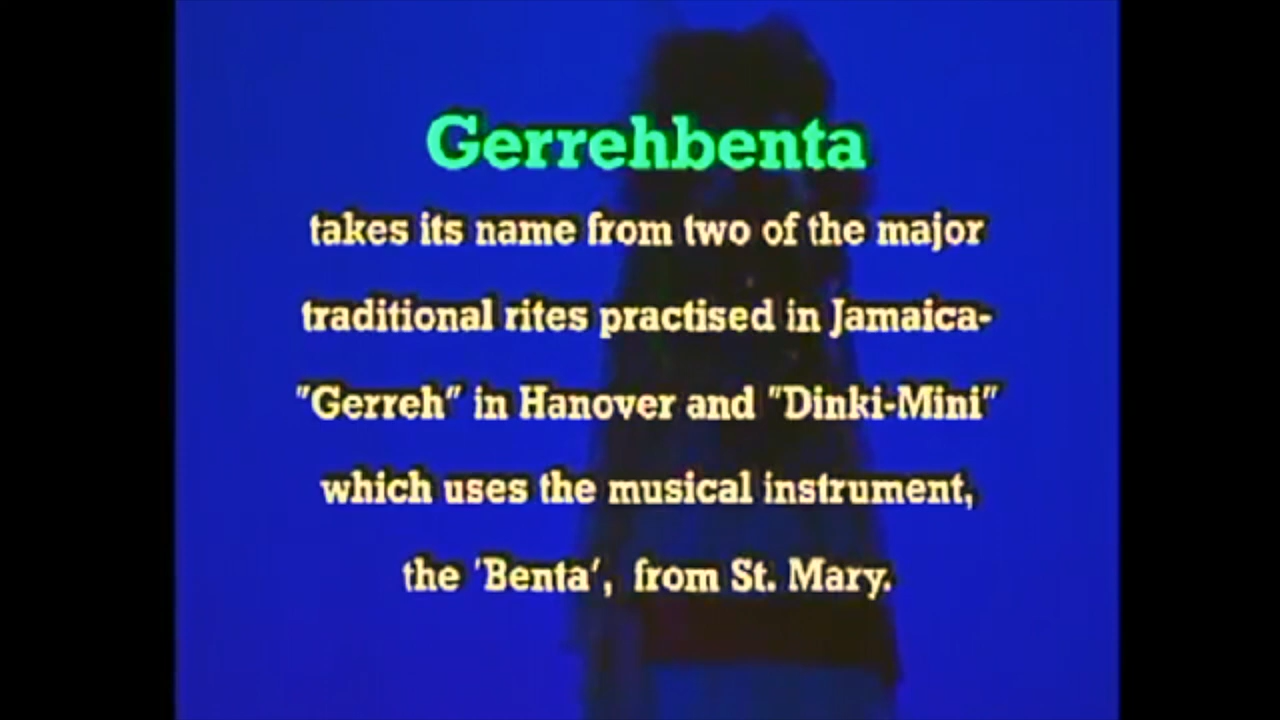 Gerrehbenta
takes its name from two of the major
traditional rites practised in Jamaica-
"Gerreh" in Hanover and "Dinki-Mini"
which uses the musical instrument,
the 'Benta', from St. Mary.